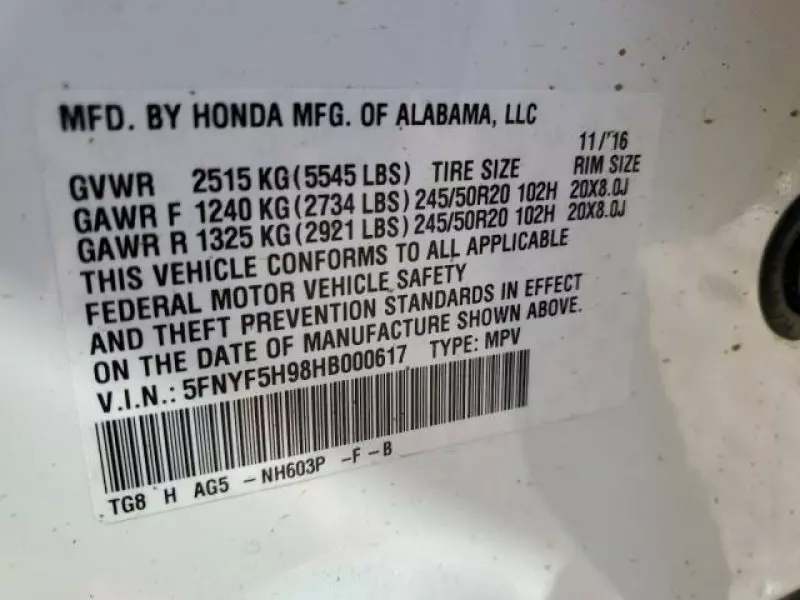 MFD. BY HONDA MFG. OF ALABAMA, LLC
11/'16
GVWR 2515 KG(5545 LBS) TIRE SIZE RIM SIZE
GAWR F 1240 KG(2734 LBS) 245/50R20 102H 20X8.0J
GAWR R 1325 KG(2921 LBS) 245/50R20 102H 20X8.0J
THIS VEHICLE CONFORMS TO ALL APPLICABLE
FEDERAL MOTOR VEHICLE SAFETY
AND THEFT PREVENTION STANDARDS IN EFFECT
ON THE DATE OF MANUFACTURE SHOWN ABOVE.
V.I.N.: 5FNYF5H98HB000617 TYPE: MPV
TG8 H AG5 -NH603P -F-B